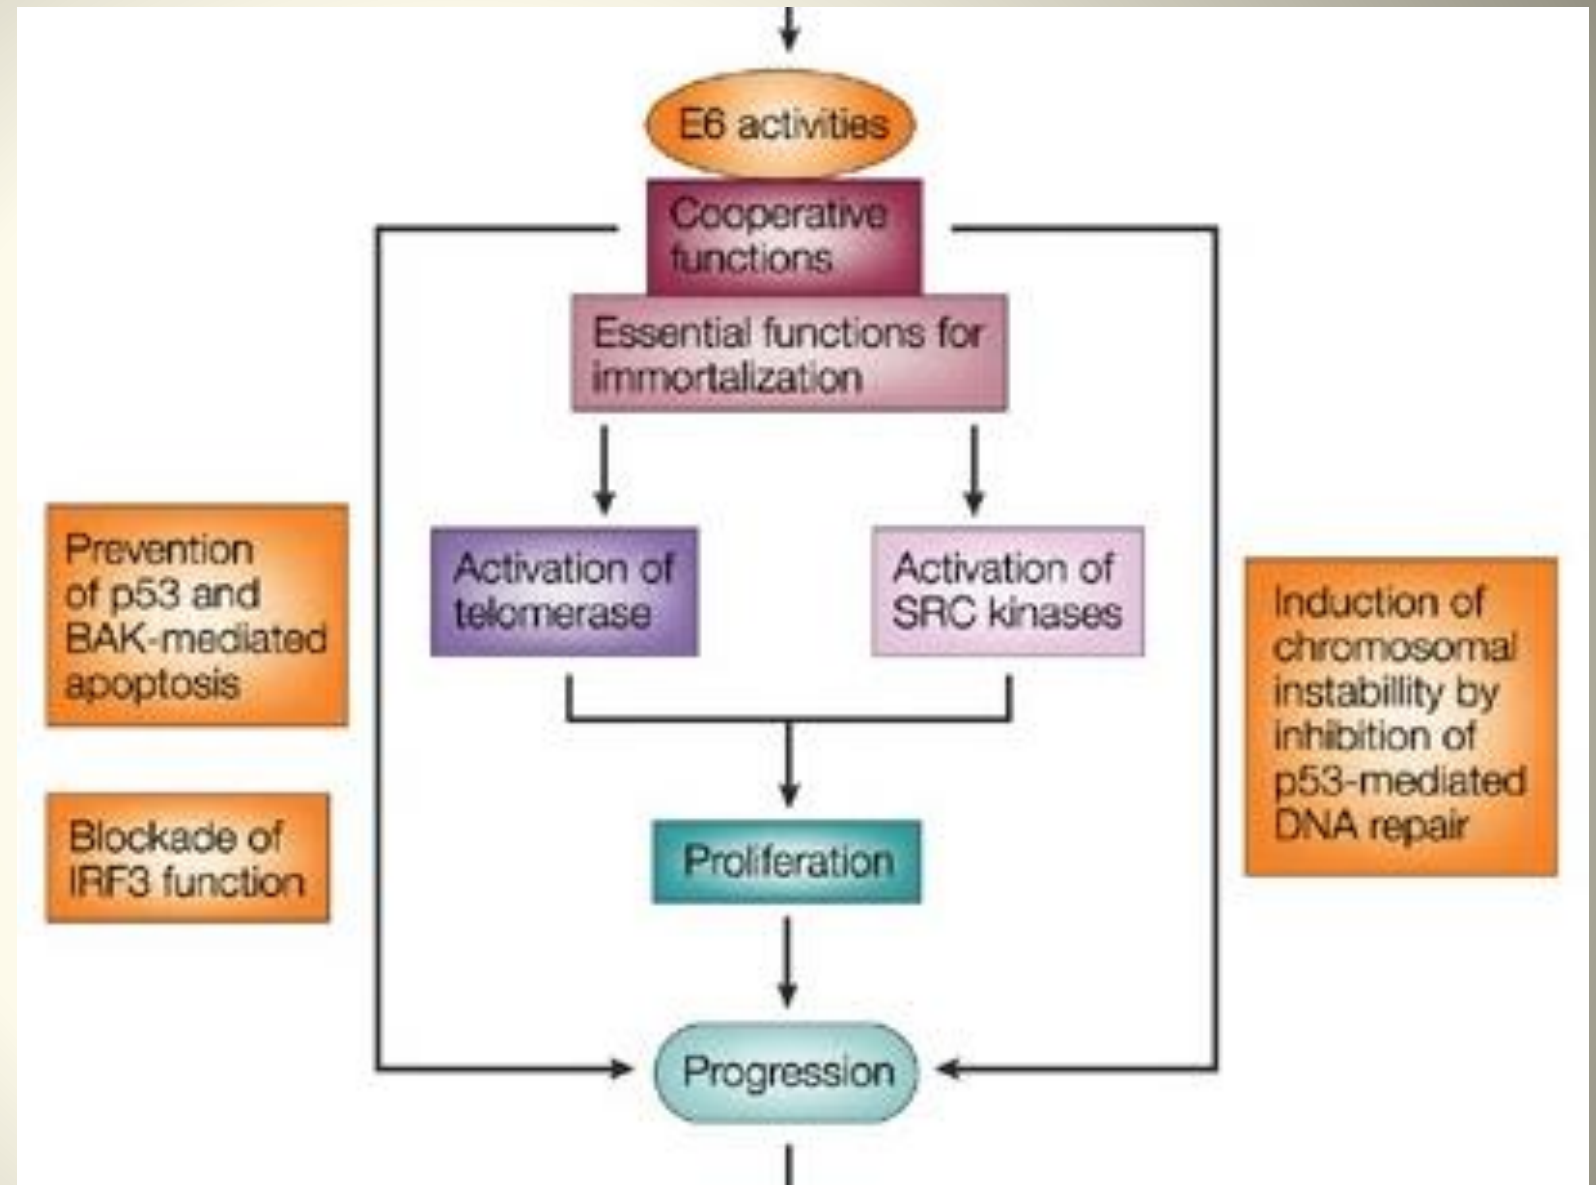 E6 activities
Cooperative
functions
Essential functions for
immortalization
Prevention
of p53 and
BAK-mediated
apoptosis
Activation of
telomerase
Activation of
SRC kinases
Induction of
chromosomal
instabillity by
inhibition of
p53-mediated
DNA repair
Blockade of
IRF3 function
Proliferation
Progression